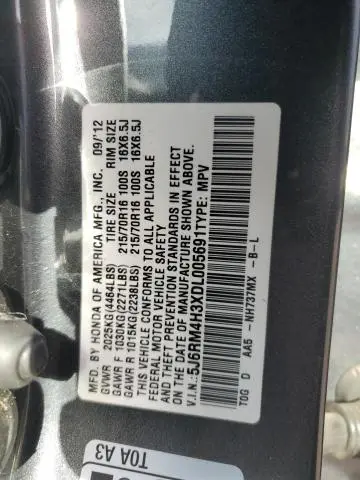 MFD. BY HONDA OF AMERICA MFG., INC. 09/12
GVWR 2025KG(4464LBS) TIRE SIZE RIM SIZE
GAWR F 1030KG(2271LBS) 215/70R16 100S 16X6.5J
GAWR R 1015KG(2238LBS) 215/70R16 100S 16X6.5J
THIS VEHICLE CONFORMS TO ALL APPLICABLE
FEDERAL MOTOR VEHICLE SAFETY
AND THEFT PREVENTION STANDARDS IN EFFECT
ON THE DATE OF MANUFACTURE SHOWN ABOVE.
V.I.N.: 5J6RM4H3XDL005691 TYPE: MPV
T0G D AA5 - NH737MX -B-L
T0A A3